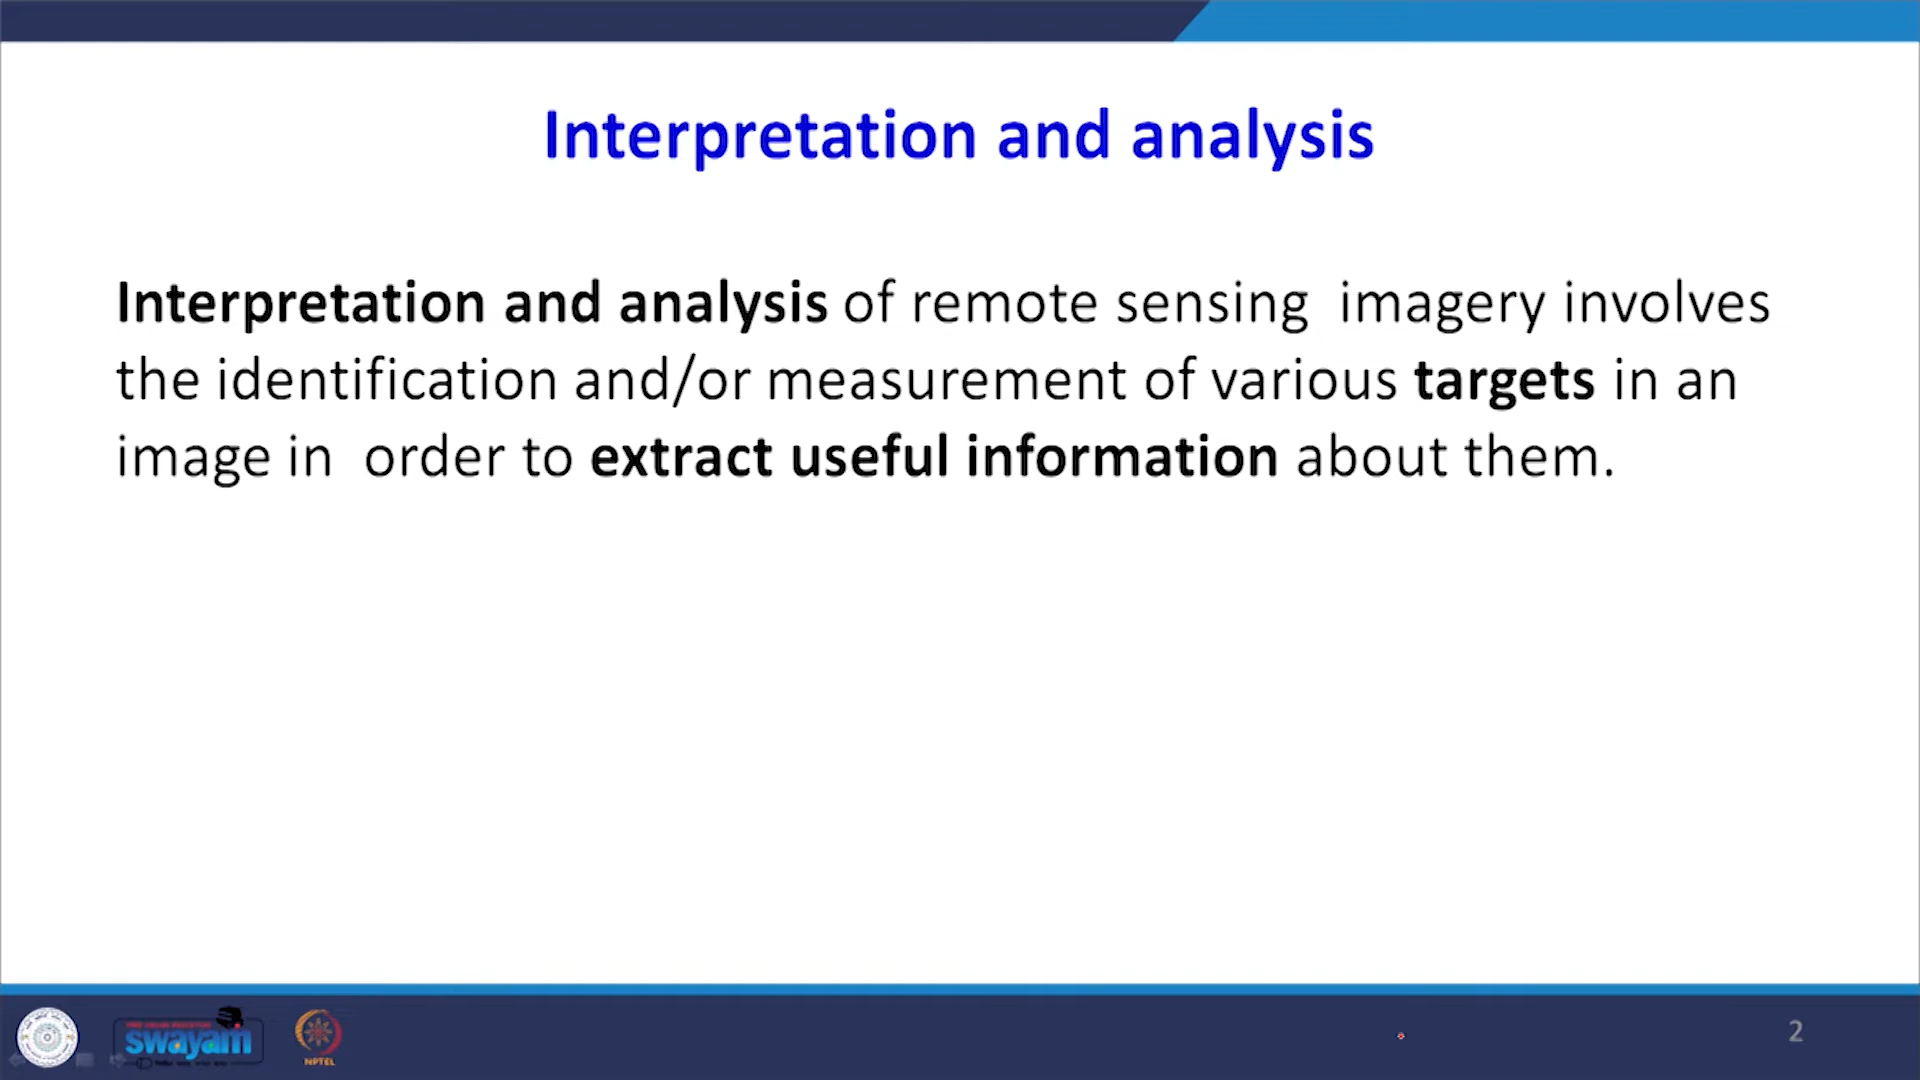 Interpretation and analysis
Interpretation and analysis of remote sensing imagery involves
the identification and/or measurement of various targets in an
image in order to extract useful information about them.
swayam
NPTEL
2